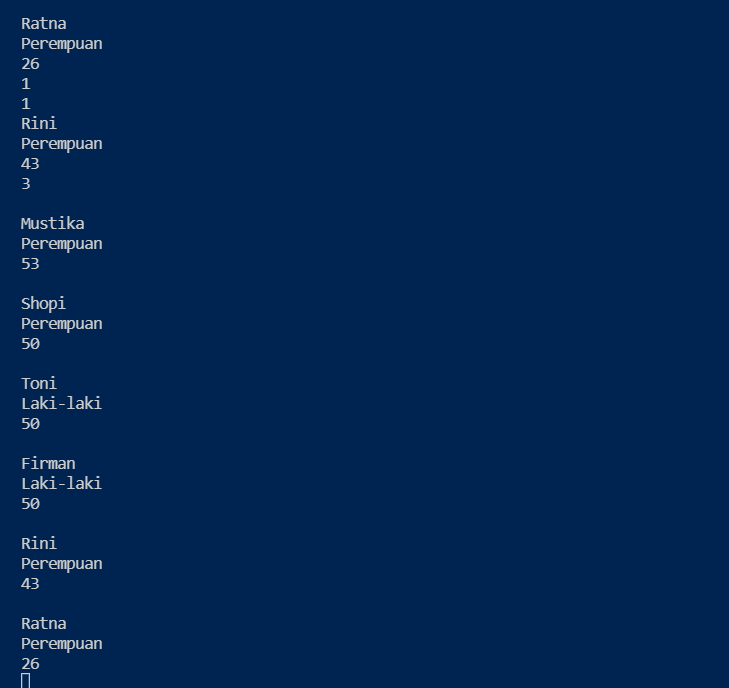 Ratna
Perempuan
26
1
1
Rini
Perempuan
43
3
Mustika
Perempuan
53
Shopi
Perempuan
50
Toni
Laki-laki
50
Firman
Laki-laki
50
Rini
Perempuan
43
Ratna
Perempuan
26